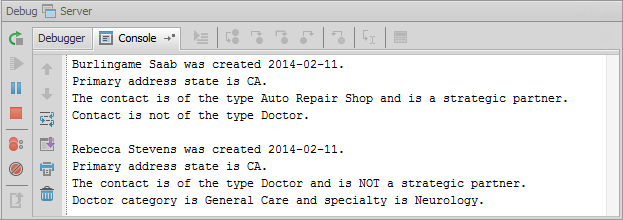 Debug Server
Debugger Console
Burlingame Saab was created 2014-02-11.
Primary address state is CA.
The contact is of the type Auto Repair Shop and is a strategic partner.
Contact is not of the type Doctor.
Rebecca Stevens was created 2014-02-11.
Primary address state is CA.
The contact is of the type Doctor and is NOT a strategic partner.
Doctor category is General Care and specialty is Neurology.